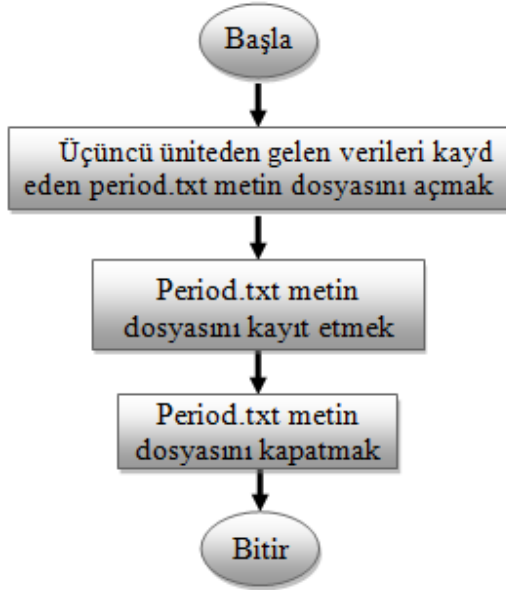 Başla
Üçüncü üniteden gelen verileri kayd
eden period.txt metin dosyasını açmak
Period.txt metin
dosyasını kayıt etmek
Period.txt metin
dosyasını kapatmak
Bitir